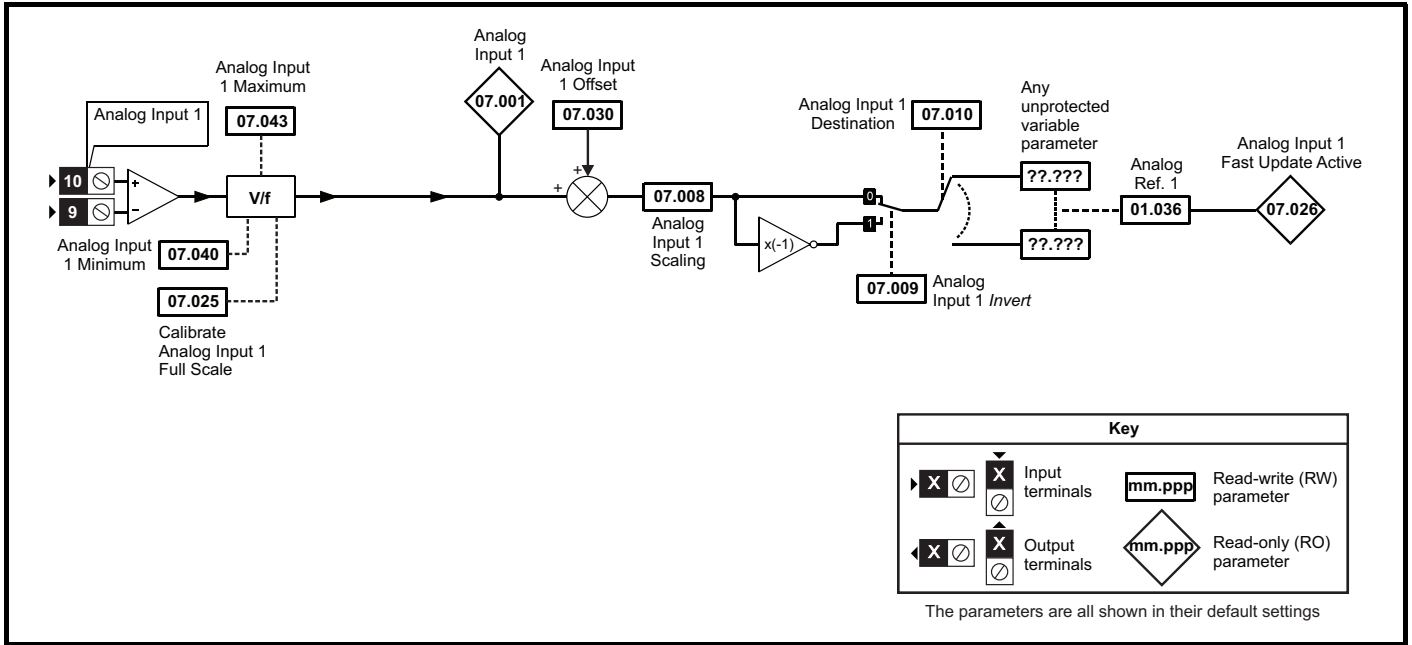 Analog
Input 1
07.001
Analog Input
1 Maximum
07.043
Analog Input
1 Offset
07.030
Analog Input 1
10
9
+
−
V/f
Analog Input
1 Minimum
07.040
07.025
Calibrate
Analog Input 1
Full Scale
+
+
07.008
Analog
Input 1
Scaling
x(-1)
0
1
07.009
Analog
Input 1 Invert
Analog Input 1
Destination
07.010
Any
unprotected
variable
parameter
??.???
??.???
Analog
Ref. 1
01.036
Analog Input 1
Fast Update Active
07.026
Key
X
X
Input
terminals
mm.ppp
Read-write (RW)
parameter
X
X
Output
terminals
mm.ppp
Read-only (RO)
parameter
The parameters are all shown in their default settings